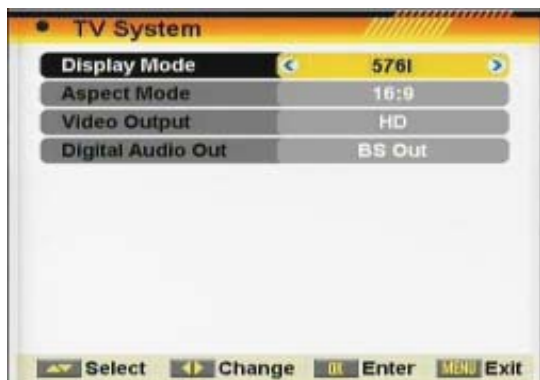 TV System
Display Mode 576I
Aspect Mode 16:9
Video Output HD
Digital Audio Out BS Out
Select Change OK Enter MENU Exit